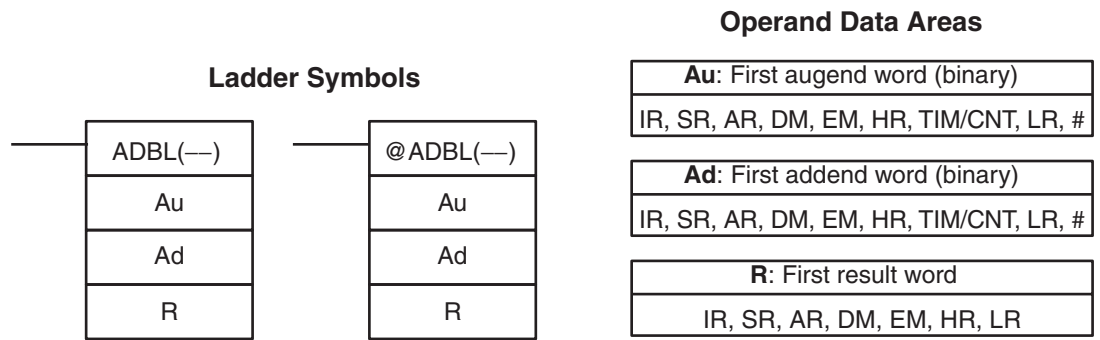 Ladder Symbols
ADBL(−−)
Au
Ad
R
@ADBL(−−)
Au
Ad
R
Operand Data Areas
Au: First augend word (binary)
IR, SR, AR, DM, EM, HR, TIM/CNT, LR, #
Ad: First addend word (binary)
IR, SR, AR, DM, EM, HR, TIM/CNT, LR, #
R: First result word
IR, SR, AR, DM, EM, HR, LR